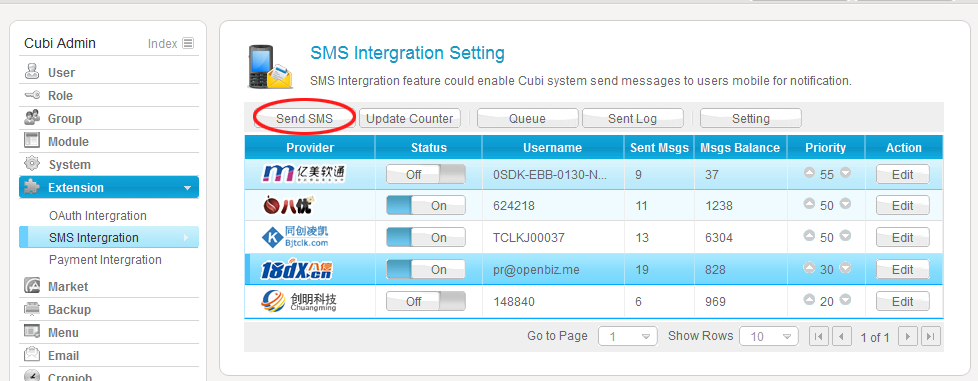 Cubi Admin Index
User
Role
Group
Module
System
Extension
OAuth Intergration
SMS Intergration
Payment Intergration
Market
Backup
Menu
Email
Cronjob
SMS Intergration Setting
SMS Intergration feature could enable Cubi system send messages to users mobile for notification.
Send SMS Update Counter Queue Sent Log Setting
Provider Status Username Sent Msgs Msgs Balance Priority Action
亿美软通 Off 0SDK-EBB-0130-N... 9 37 55 Edit
八优 On 624218 11 1238 50 Edit
同创凌凯
Bjtclk.com On TCLKJ00037 13 6304 50 Edit
18dx.cn 八优 On pr@openbiz.me 19 828 30 Edit
创明科技
Chuangming Off 148840 6 969 20 Edit
Go to Page 1 Show Rows 10 1 of 1